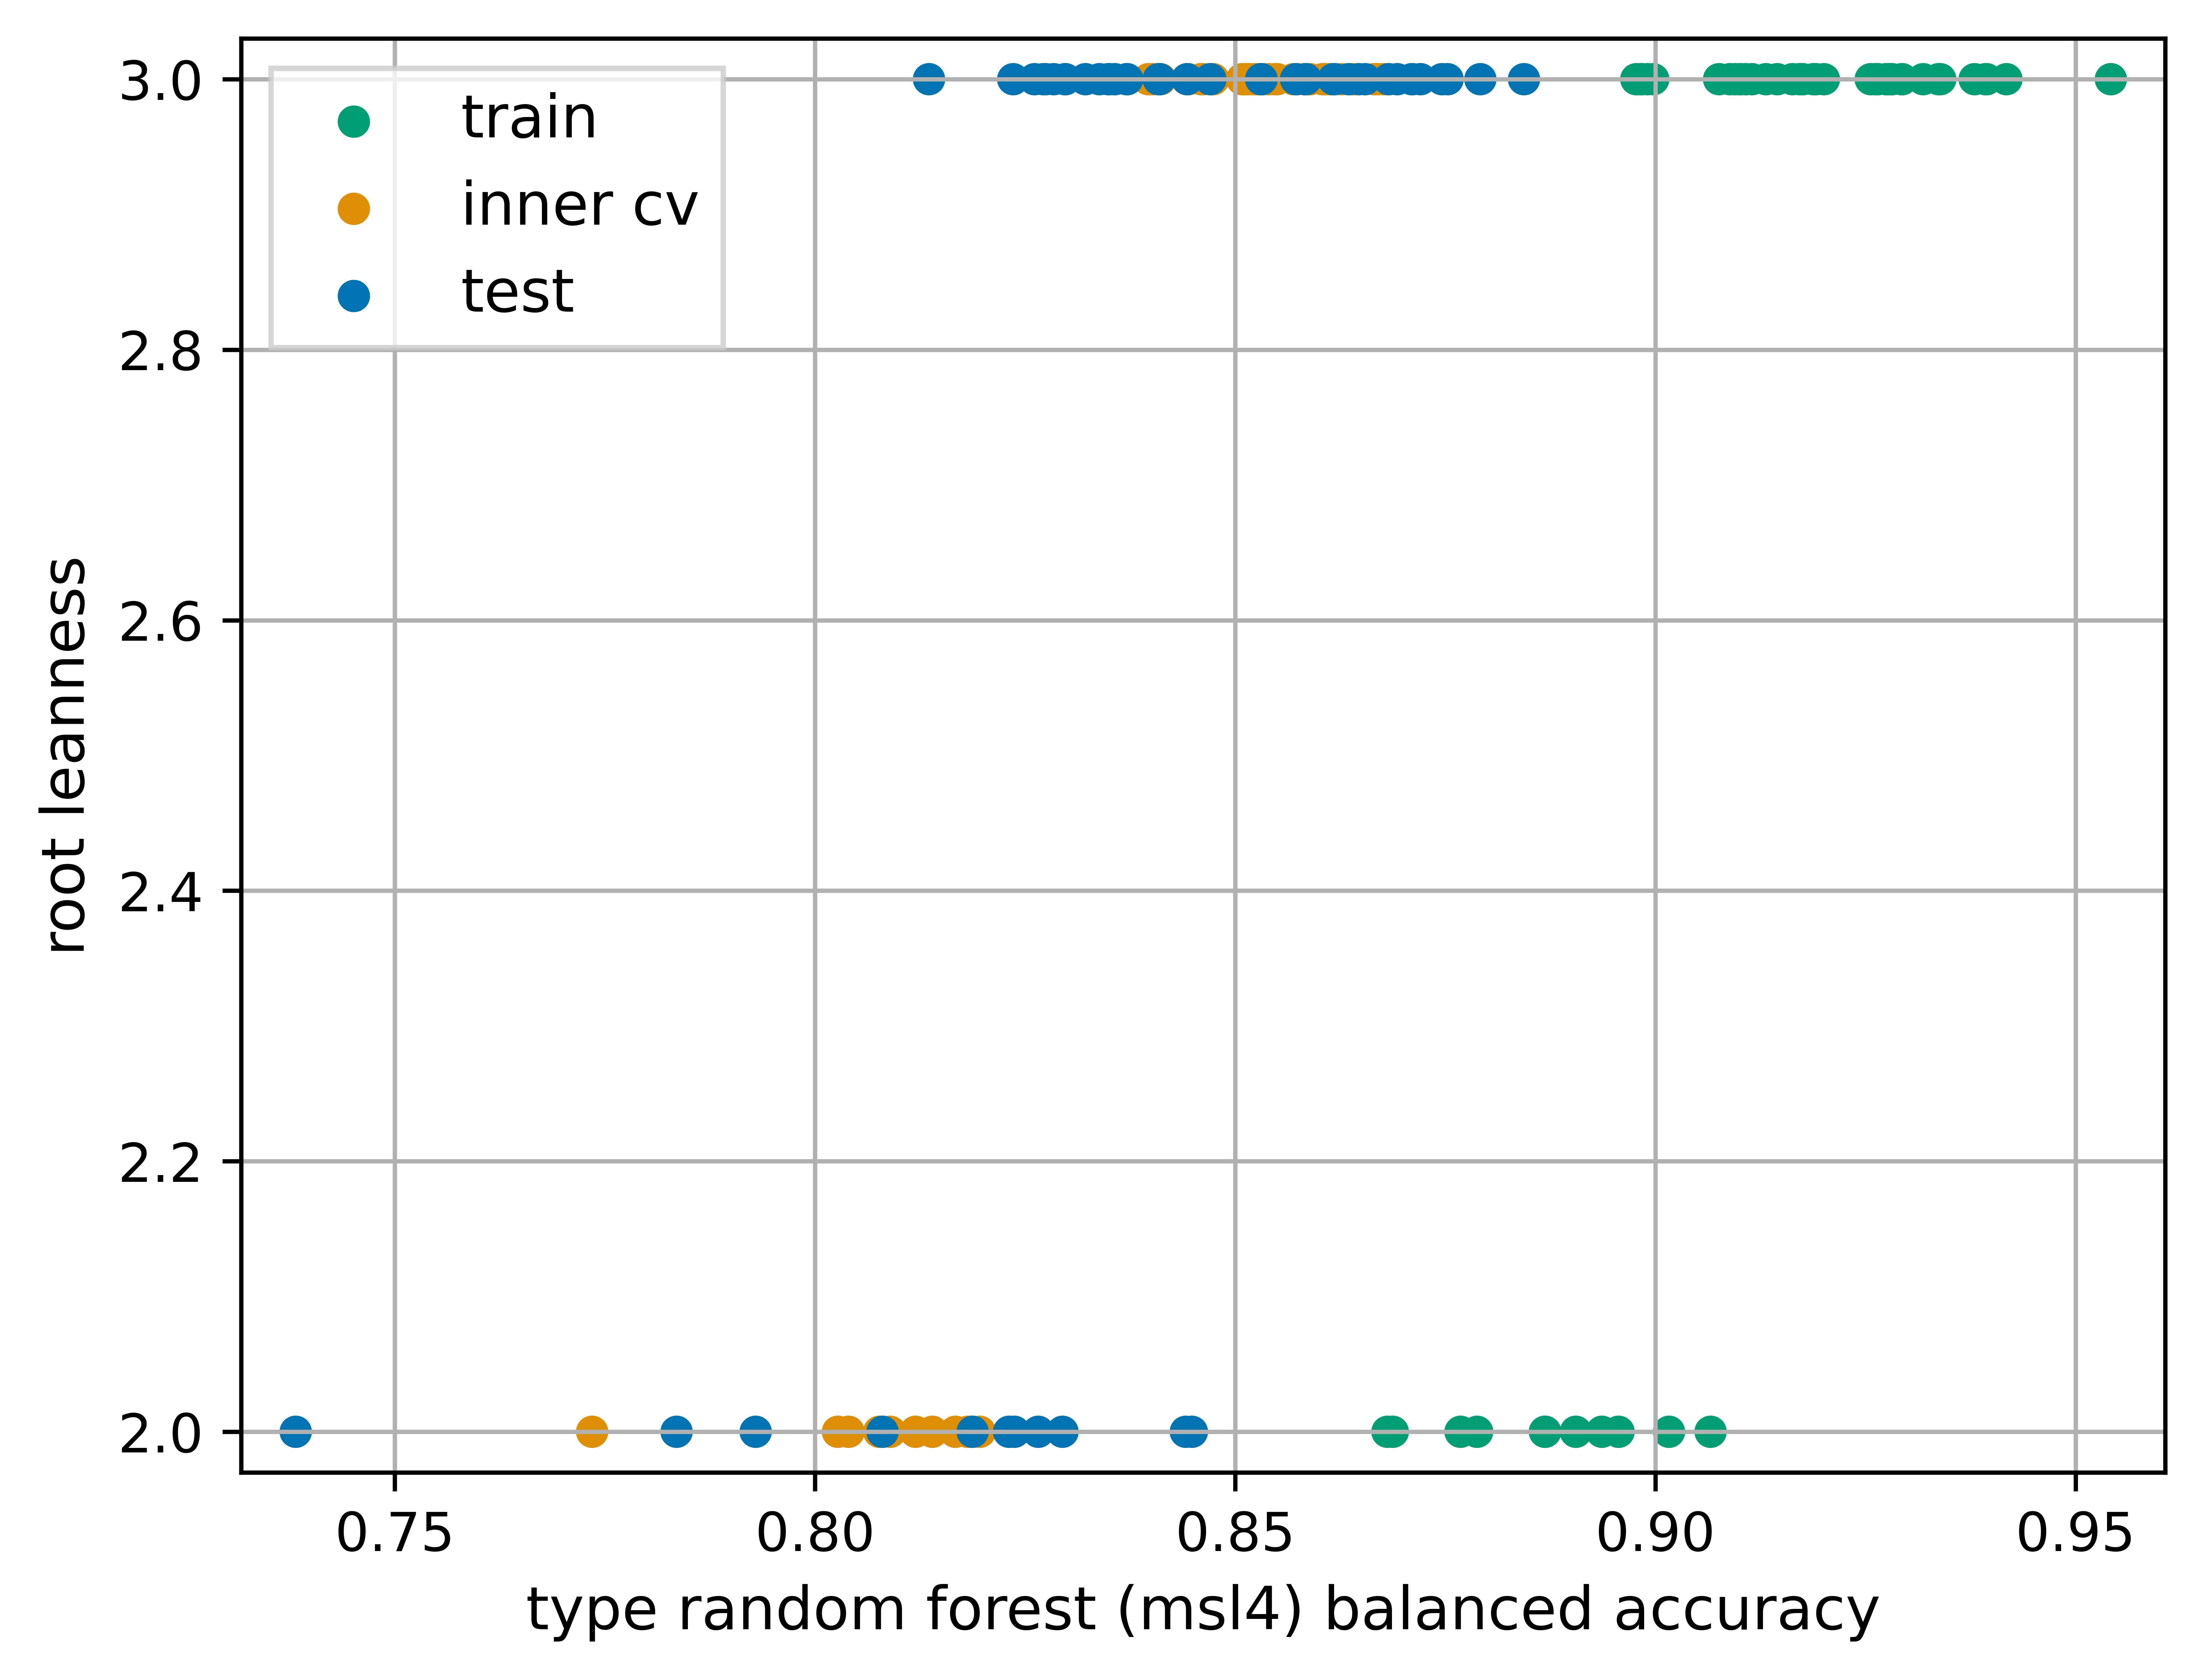 train
inner cv
test
3.0
2.8
2.6
2.4
2.2
2.0
root leanness
0.75 0.80 0.85 0.90 0.95
type random forest (msl4) balanced accuracy